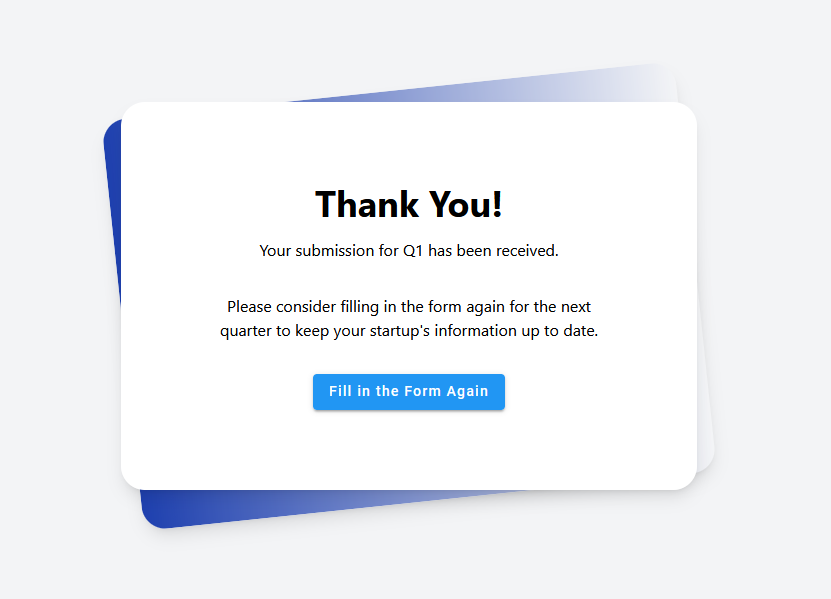 Thank You!
Your submission for Q1 has been received.
Please consider filling in the form again for the next
quarter to keep your startup's information up to date.
Fill in the Form Again